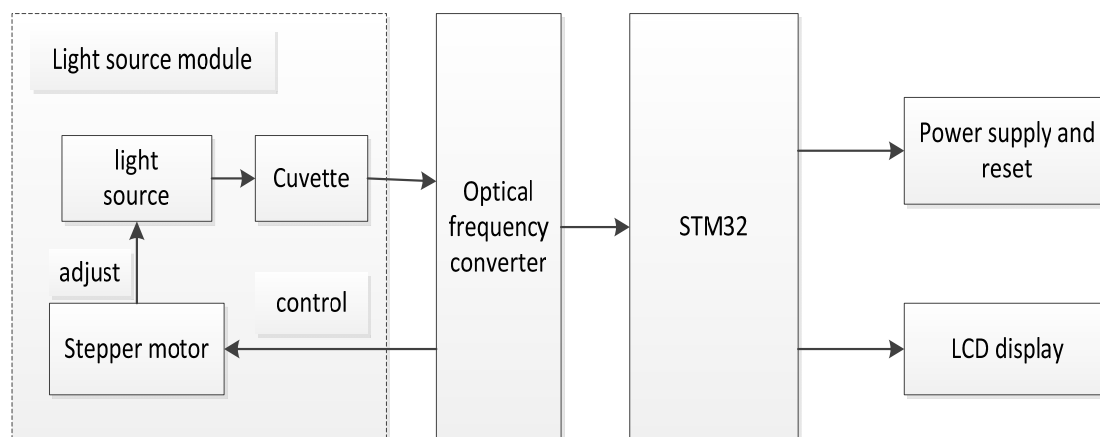 Light source module
light
source
Cuvette
adjust
control
Stepper motor
Optical
frequency
converter
STM32
Power supply and
reset
LCD display